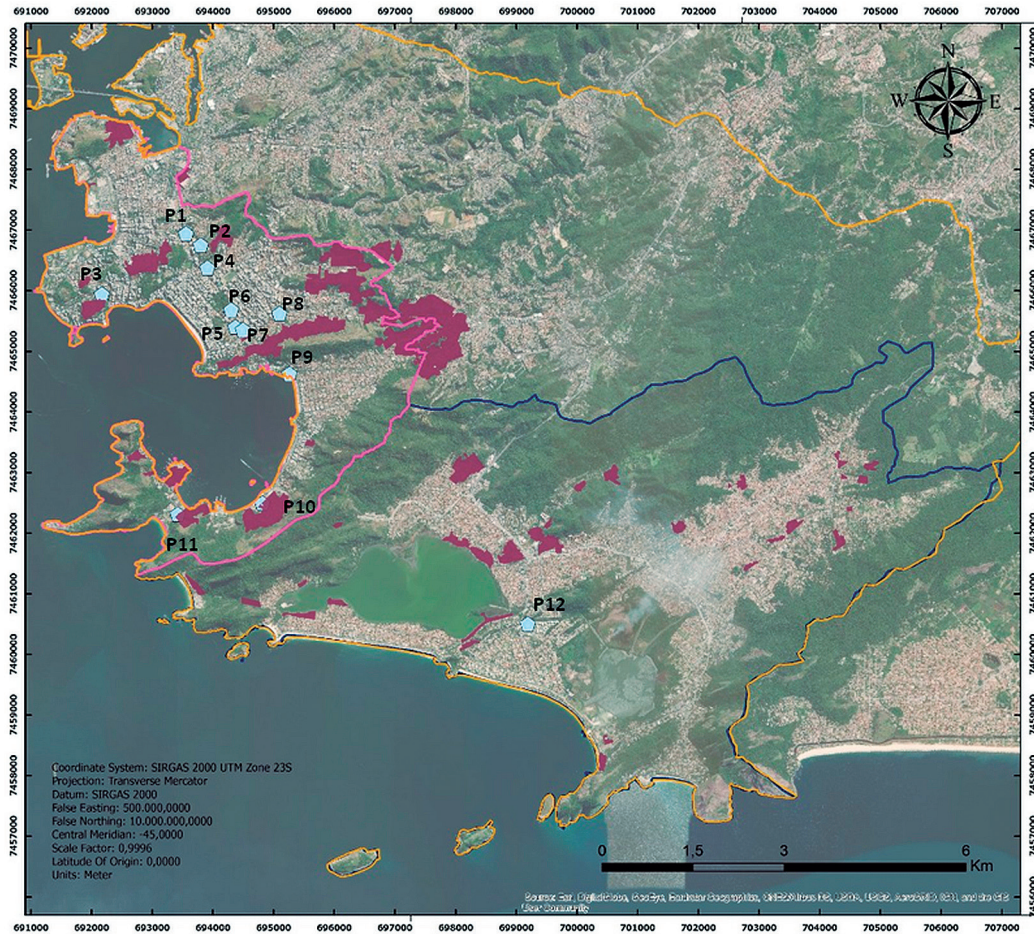 691000 692000 693000 694000 695000 696000 697000 698000 699000 700000 701000 702000 703000 704000 705000 706000 707000
7470000
7469000
7468000
7467000
7466000
7465000
7464000
7463000
7462000
7461000
7460000
7459000
7458000
7457000
N
W E
S
P1
P2
P4
P3
P6
P8
P5
P7
P9
P10
P11
P12
Coordinate System: SIRGAS 2000 UTM Zone 23S
Projection: Transverse Mercator
Datum: SIRGAS 2000
False Easting: 500.000,0000
False Northing: 10.000.000,0000
Central Meridian: -45,0000
Scale Factor: 0,9996
Latitude Of Origin: 0,0000
Units: Meter
0 1,5 3 6
Km
User Community
691000 692000 693000 694000 695000 696000 697000 698000 699000 700000 701000 702000 703000 704000 705000 706000 707000